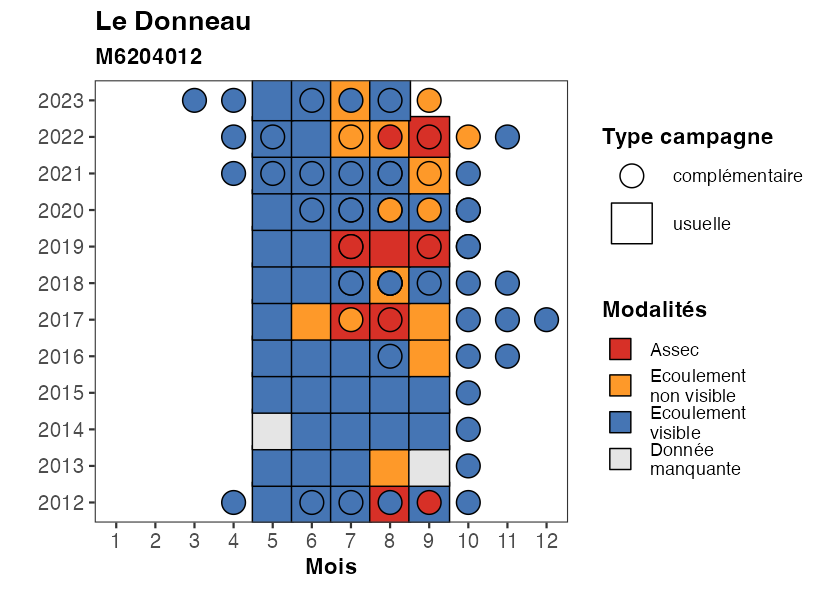 Le Donneau
M6204012
2023
2022
2021
2020
2019
2018
2017
2016
2015
2014
2013
2012
1 2 3 4 5 6 7 8 9 10 11 12
Mois
Type campagne
complémentaire
usuelle
Modalités
Assec
Ecoulement
non visible
Ecoulement
visible
Donnée
manquante